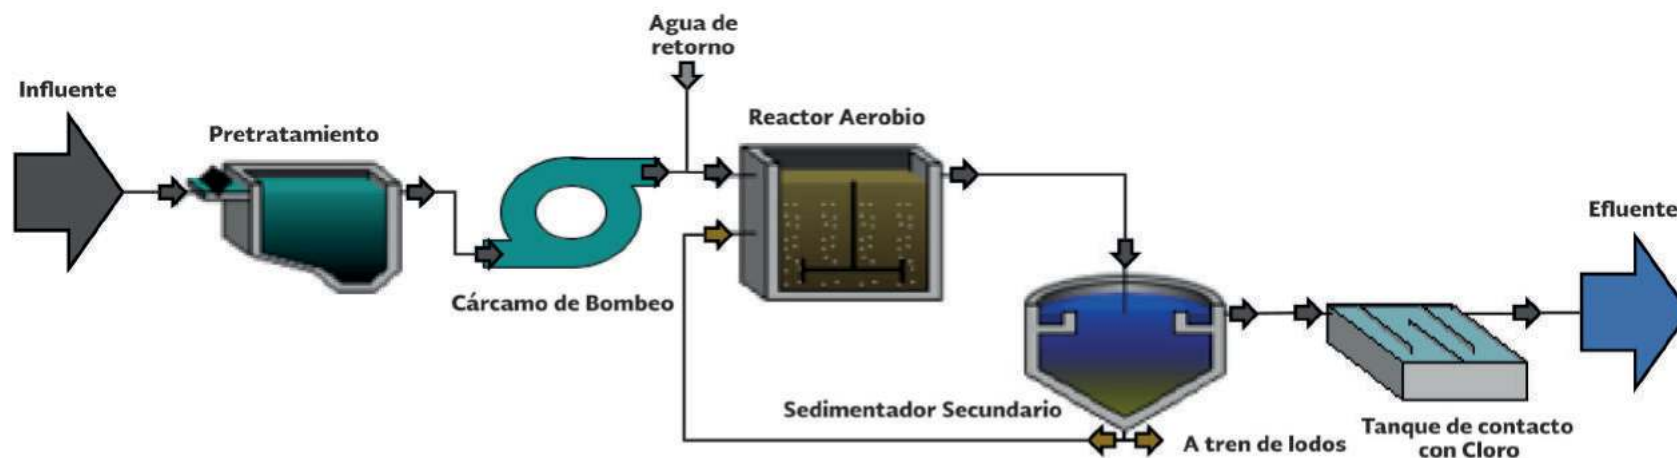 Agua de
retorno
Influente
Pretratamiento
Reactor Aerobio
Efluente
Cárcamo de Bombeo
Sedimentador Secundario
A tren de lodos
Tanque de contacto
con Cloro